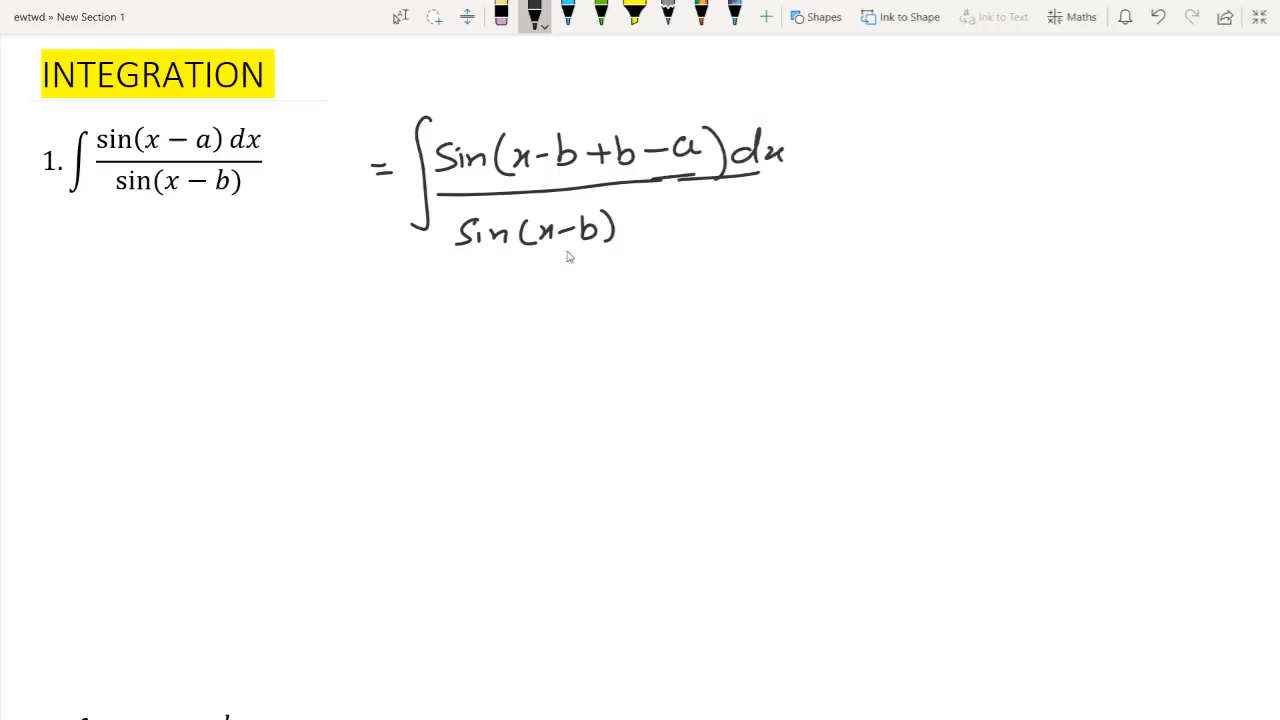 ewtwd » New Section 1
Shapes
Ink to Shape
Ink to Text
Maths
INTEGRATION
1. ∫ sin(x − a) dx / sin(x − b)
= ∫ sin(x-b+b-a)dx / sin(x-b)